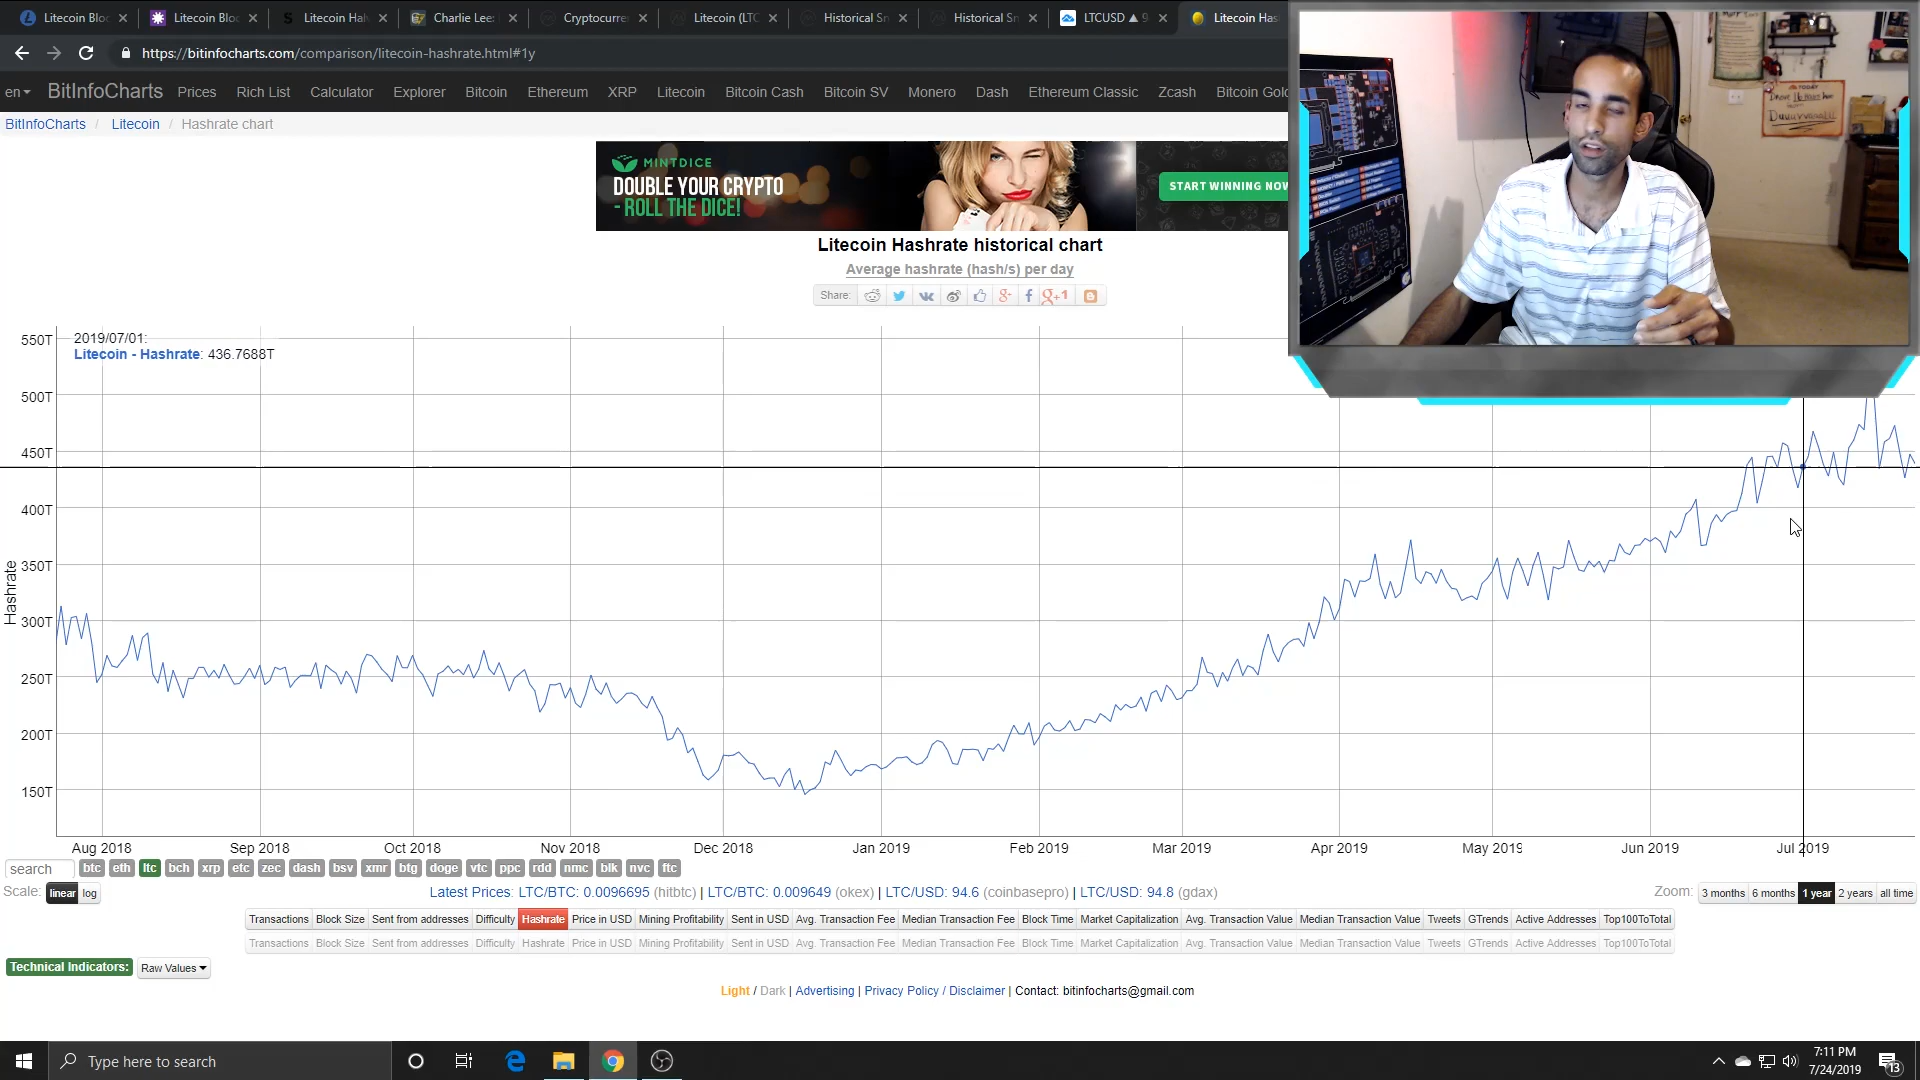 Litecoin Bloc
Litecoin Bloc
Litecoin Hal
Charlie Lee:
Cryptocurre
Litecoin (LTC
Historical Sn
Historical Sn
LTCUSD ▲ 9
Litecoin Has
https://bitinfocharts.com/comparison/litecoin-hashrate.html#1y
en
BitInfoCharts
Prices
Rich List
Calculator
Explorer
Bitcoin
Ethereum
XRP
Litecoin
Bitcoin Cash
Bitcoin SV
Monero
Dash
Ethereum Classic
Zcash
Bitcoin Gold
BitInfoCharts / Litecoin / Hashrate chart
MINTDICE
DOUBLE YOUR CRYPTO
- ROLL THE DICE!
START WINNING NOW
Litecoin Hashrate historical chart
Average hashrate (hash/s) per day
Share:
G+1
2019/07/01:
Litecoin - Hashrate: 436.7688T
550T
500T
450T
400T
350T
300T
250T
200T
150T
Hashrate
Aug 2018
Sep 2018
Oct 2018
Nov 2018
Dec 2018
Jan 2019
Feb 2019
Mar 2019
Apr 2019
May 2019
Jun 2019
Jul 2019
search btc eth ltc bch xrp etc zec dash bsv xmr btg doge vtc ppc rdd nmc blk nvc ftc
Scale: linear log
Latest Prices: LTC/BTC: 0.0096695 (hitbtc) | LTC/BTC: 0.009649 (okex) | LTC/USD: 94.6 (coinbasepro) | LTC/USD: 94.8 (gdax)
Zoom: 3 months 6 months 1 year 2 years all time
Transactions Block Size Sent from addresses Difficulty Hashrate Price in USD Mining Profitability Sent in USD Avg. Transaction Fee Median Transaction Fee Block Time Market Capitalization Avg. Transaction Value Median Transaction Value Tweets GTrends Active Addresses Top100ToTotal
Transactions Block Size Sent from addresses Difficulty Hashrate Price in USD Mining Profitability Sent in USD Avg. Transaction Fee Median Transaction Fee Block Time Market Capitalization Avg. Transaction Value Median Transaction Value Tweets GTrends Active Addresses Top100ToTotal
Technical Indicators: Raw Values
Light / Dark | Advertising | Privacy Policy / Disclaimer | Contact: bitinfocharts@gmail.com
Type here to search
7:11 PM
7/24/2019
13